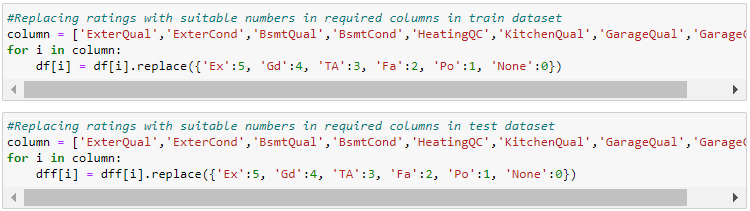 #Replacing ratings with suitable numbers in required columns in train dataset
column = ['ExterQual','ExterCond','BsmtQual','BsmtCond','HeatingQC','KitchenQual','GarageQual','Garage
for i in column:
    df[i] = df[i].replace({'Ex':5, 'Gd':4, 'TA':3, 'Fa':2, 'Po':1, 'None':0})
#Replacing ratings with suitable numbers in required columns in test dataset
column = ['ExterQual','ExterCond','BsmtQual','BsmtCond','HeatingQC','KitchenQual','GarageQual','Garage
for i in column:
    dff[i] = dff[i].replace({'Ex':5, 'Gd':4, 'TA':3, 'Fa':2, 'Po':1, 'None':0})